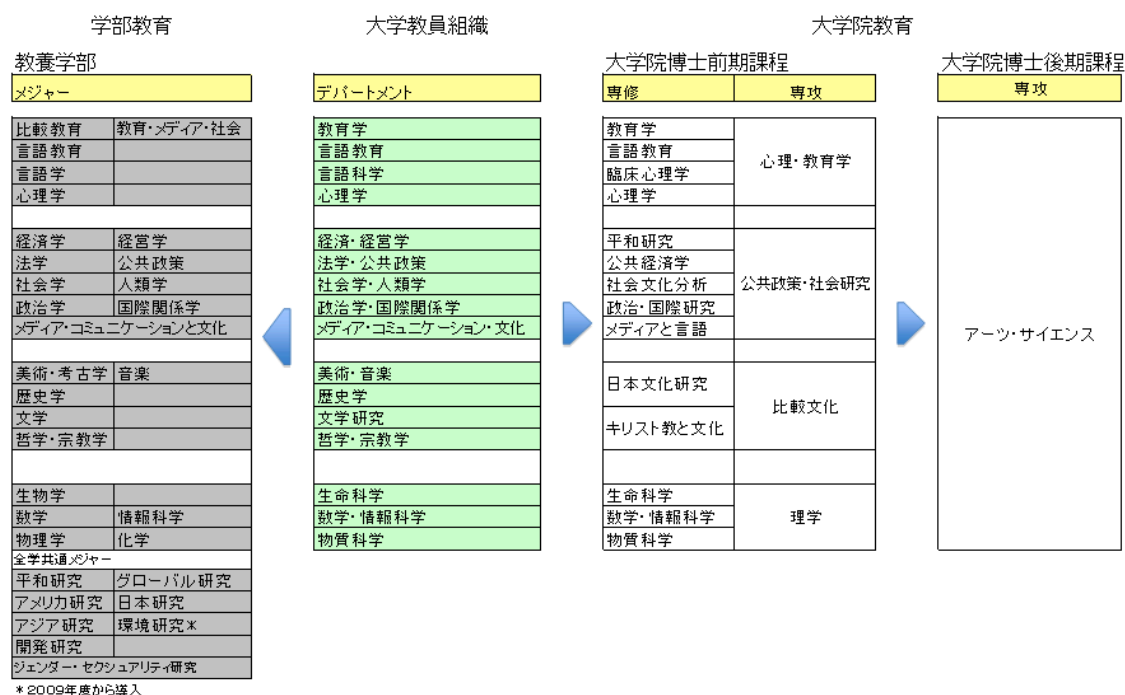 学部教育
大学教員組織
大学院教育
教養学部
大学院博士前期課程
大学院博士後期課程
メジャー
デパートメント
専修
専攻
専攻
比較教育
教育・メディア・社会
言語教育
言語学
心理学
経済学
経営学
法学
公共政策
社会学
人類学
政治学
国際関係学
メディア・コミュニケーションと文化
美術・考古学
音楽
歴史学
文学
哲学・宗教学
生物学
数学
情報科学
物理学
化学
全学共通メジャー
平和研究
グローバル研究
アメリカ研究
日本研究
アジア研究
環境研究*
開発研究
ジェンダー・セクシュアリティ研究
*2009年度から導入
教育学
言語教育
言語科学
心理学
経済・経営学
法学・公共政策
社会学・人類学
政治学・国際関係学
メディア・コミュニケーション・文化
美術・音楽
歴史学
文学研究
哲学・宗教学
生命科学
数学・情報科学
物質科学
教育学
言語教育
臨床心理学
心理学
心理・教育学
平和研究
公共経済学
社会文化分析
政治・国際研究
メディアと言語
公共政策・社会研究
日本文化研究
キリスト教と文化
比較文化
生命科学
数学・情報科学
物質科学
理学
アーツ・サイエンス